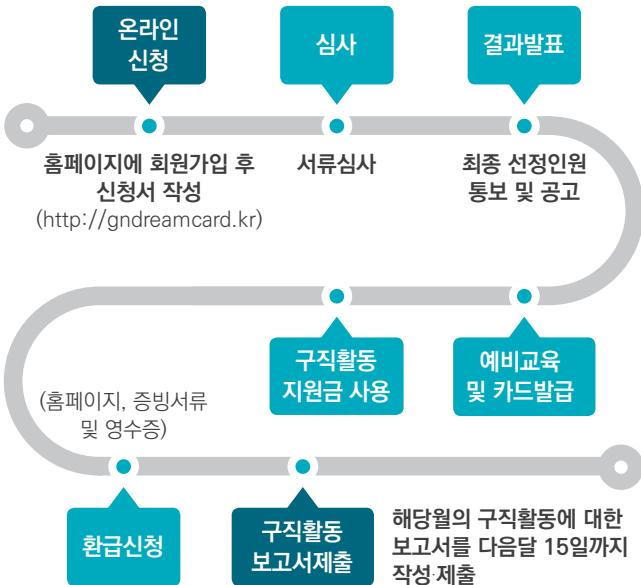 온라인
신청
심사
결과발표
홈페이지에 회원가입 후
신청서 작성
(http://gndreamcard.kr)
서류심사
최종 선정인원
통보 및 공고
구직활동
지원금 사용
예비교육
및 카드발급
(홈페이지, 증빙서류
및 영수증)
환급신청
구직활동
보고서제출
해당월의 구직활동에 대한
보고서를 다음달 15일까지
작성·제출